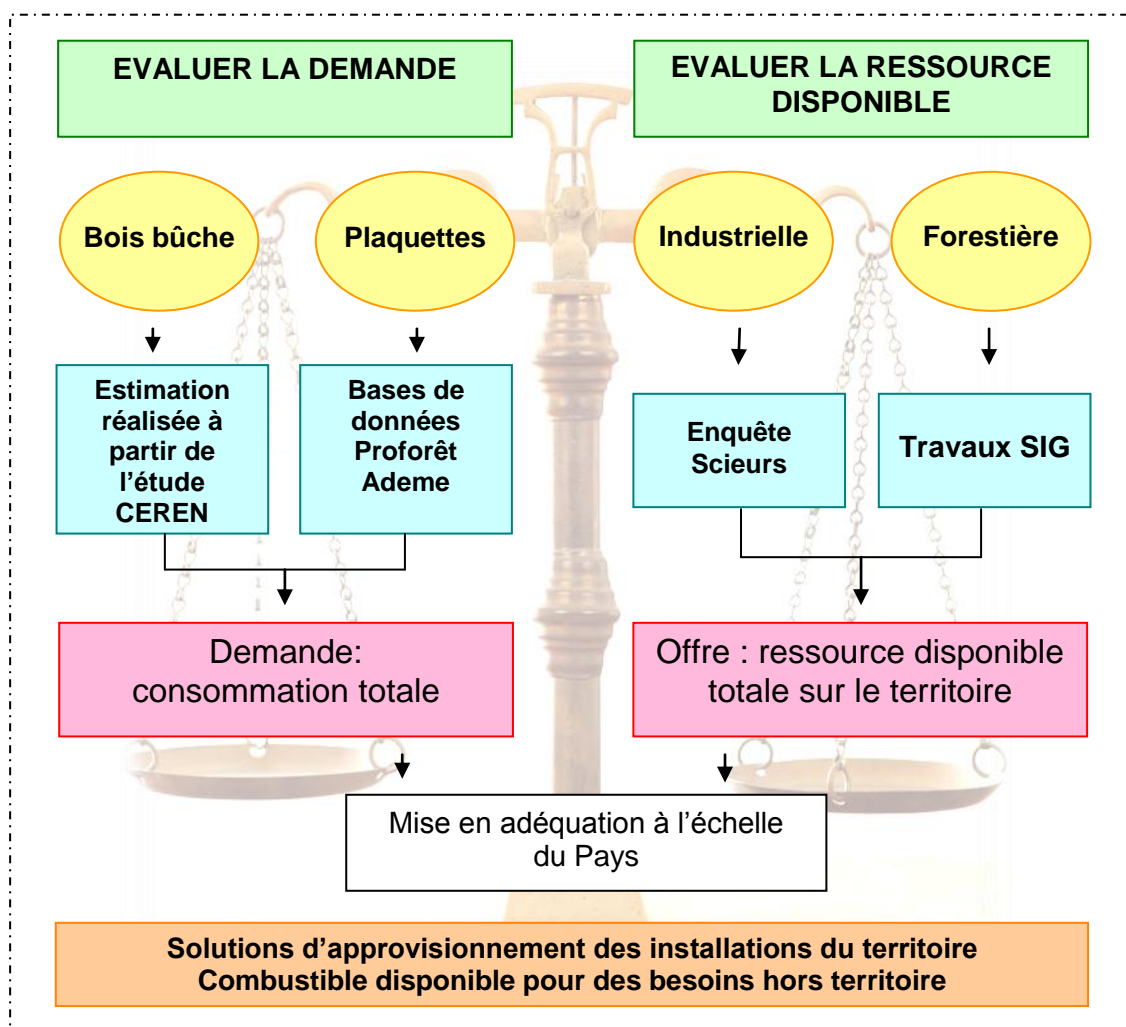 EVALUER LA DEMANDE
EVALUER LA RESSOURCE
DISPONIBLE
Bois bûche
Plaquettes
Industrielle
Forestière
Estimation
réalisée à
partir de
l’étude
CEREN
Bases de
données
Proforêt
Ademe
Enquête
Scieurs
Travaux SIG
Demande:
consommation totale
Offre : ressource disponible
totale sur le territoire
Mise en adéquation à l’échelle
du Pays
Solutions d’approvisionnement des installations du territoire
Combustible disponible pour des besoins hors territoire